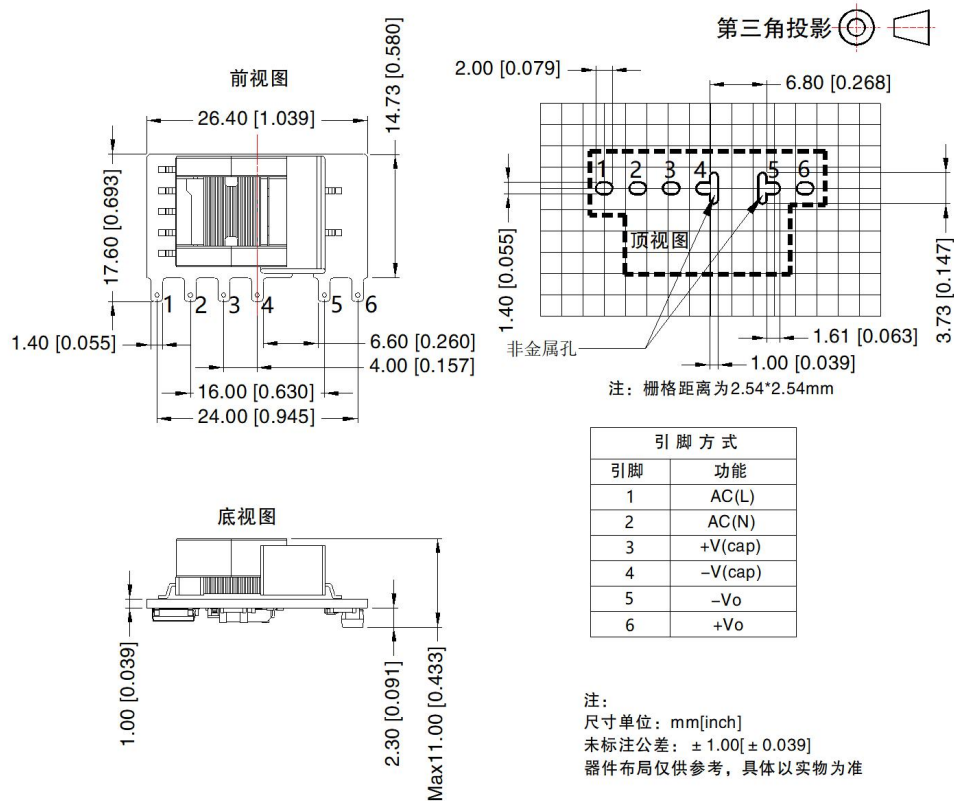 第三角投影
前视图
2.00 [0.079]
6.80 [0.268]
14.73 [0.580]
26.40 [1.039]
17.60 [0.693]
1 2 3 4 5 6
1 2 3 4 5 6
顶视图
1.40 [0.055]
3.73 [0.147]
1.40 [0.055]
6.60 [0.260]
4.00 [0.157]
16.00 [0.630]
24.00 [0.945]
非金属孔
1.61 [0.063]
1.00 [0.039]
注：栅格距离为2.54*2.54mm
引脚方式
引脚 功能
1 AC(L)
2 AC(N)
3 +V(cap)
4 −V(cap)
5 −Vo
6 +Vo
底视图
1.00 [0.039]
2.30 [0.091]
Max11.00 [0.433]
注：
尺寸单位：mm[inch]
未标注公差：±1.00[±0.039]
器件布局仅供参考，具体以实物为准